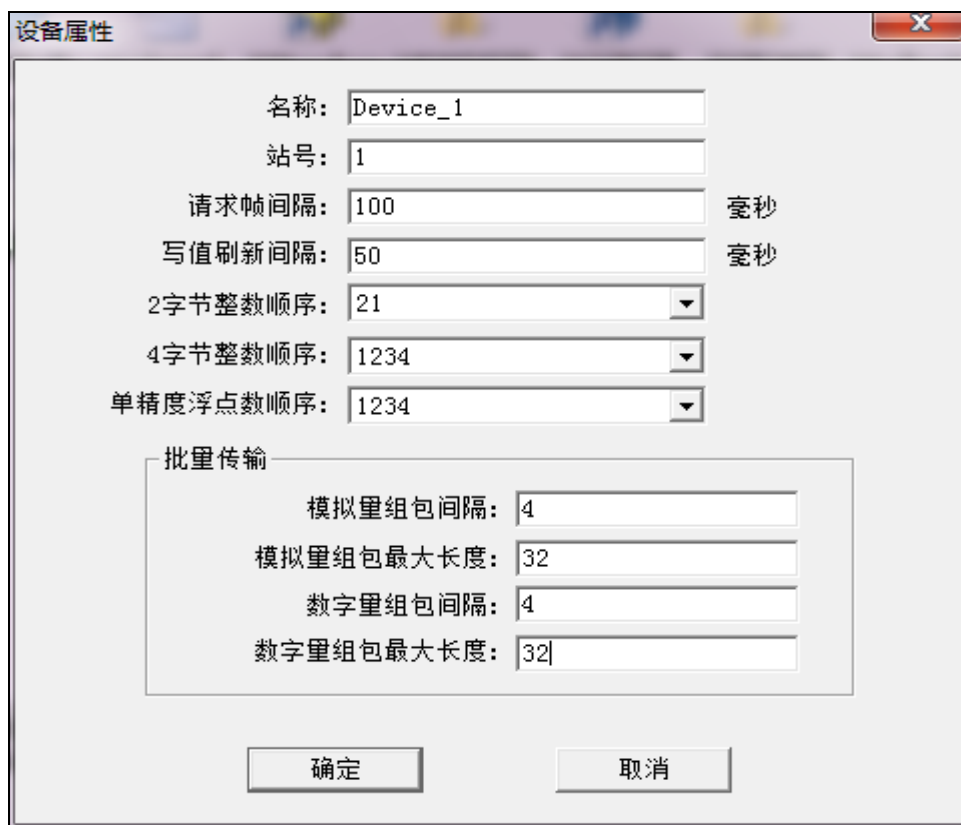 设备属性
名称： Device_1
站号： 1
请求帧间隔： 100 毫秒
写值刷新间隔： 50 毫秒
2字节整数顺序： 21
4字节整数顺序： 1234
单精度浮点数顺序： 1234
批量传输
模拟量组包间隔： 4
模拟量组包最大长度： 32
数字量组包间隔： 4
数字量组包最大长度： 32
确定 取消